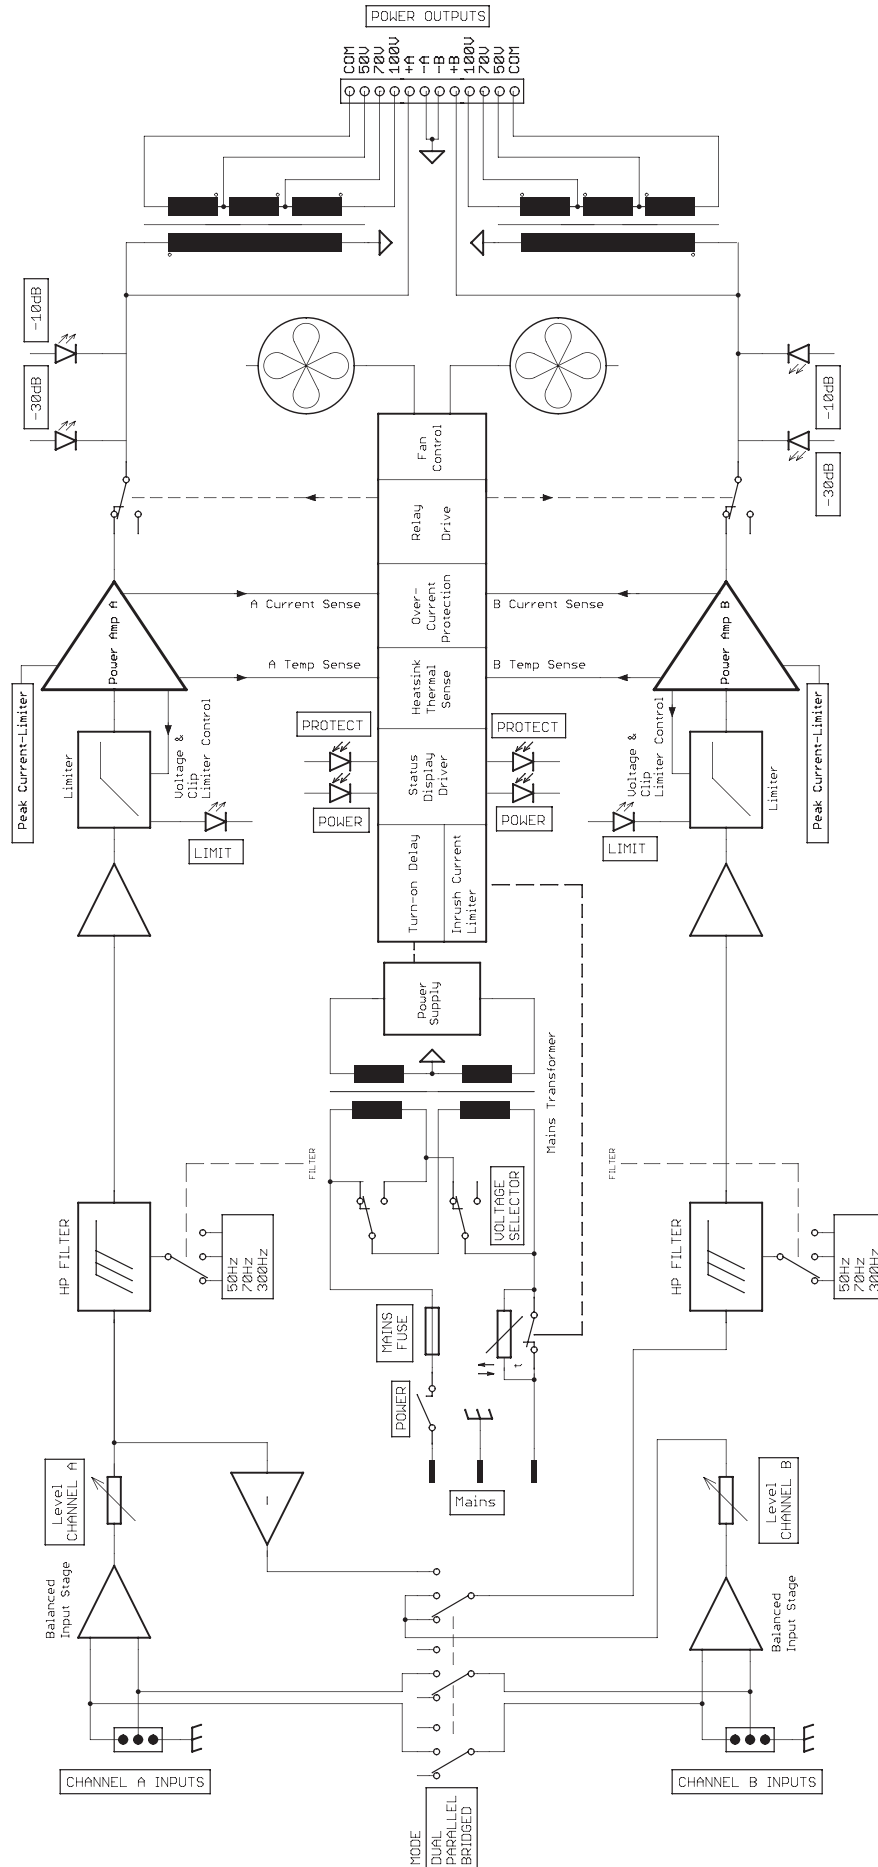 POWER OUTPUTS
COM
50V
70V
100V
+A
-A
-B
+B
100V
70V
50V
COM
-10dB
-30dB
-10dB
-30dB
Fan
Control
Relay
Drive
Over-
Current
Protection
Heatsink
Thermal
Sense
Status
Display
Driver
Turn-on Delay
Inrush Current
Limiter
Power Amp A
Power Amp B
A Current Sense
B Current Sense
A Temp Sense
B Temp Sense
Peak Current-Limiter
Peak Current-Limiter
PROTECT
PROTECT
POWER
POWER
Limiter
Voltage &
Clip
Limiter Control
LIMIT
Voltage &
Clip
Limiter Control
Limiter
LIMIT
Power
Supply
Mains Transformer
FILTER
FILTER
HP FILTER
50Hz
70Hz
300Hz
VOLTAGE
SELECTOR
HP FILTER
50Hz
70Hz
300Hz
MAINS
FUSE
POWER
t
Mains
Level
CHANNEL A
Level
CHANNEL B
Balanced
Input Stage
Balanced
Input Stage
CHANNEL A INPUTS
CHANNEL B INPUTS
MODE
DUAL
PARALLEL
BRIDGED